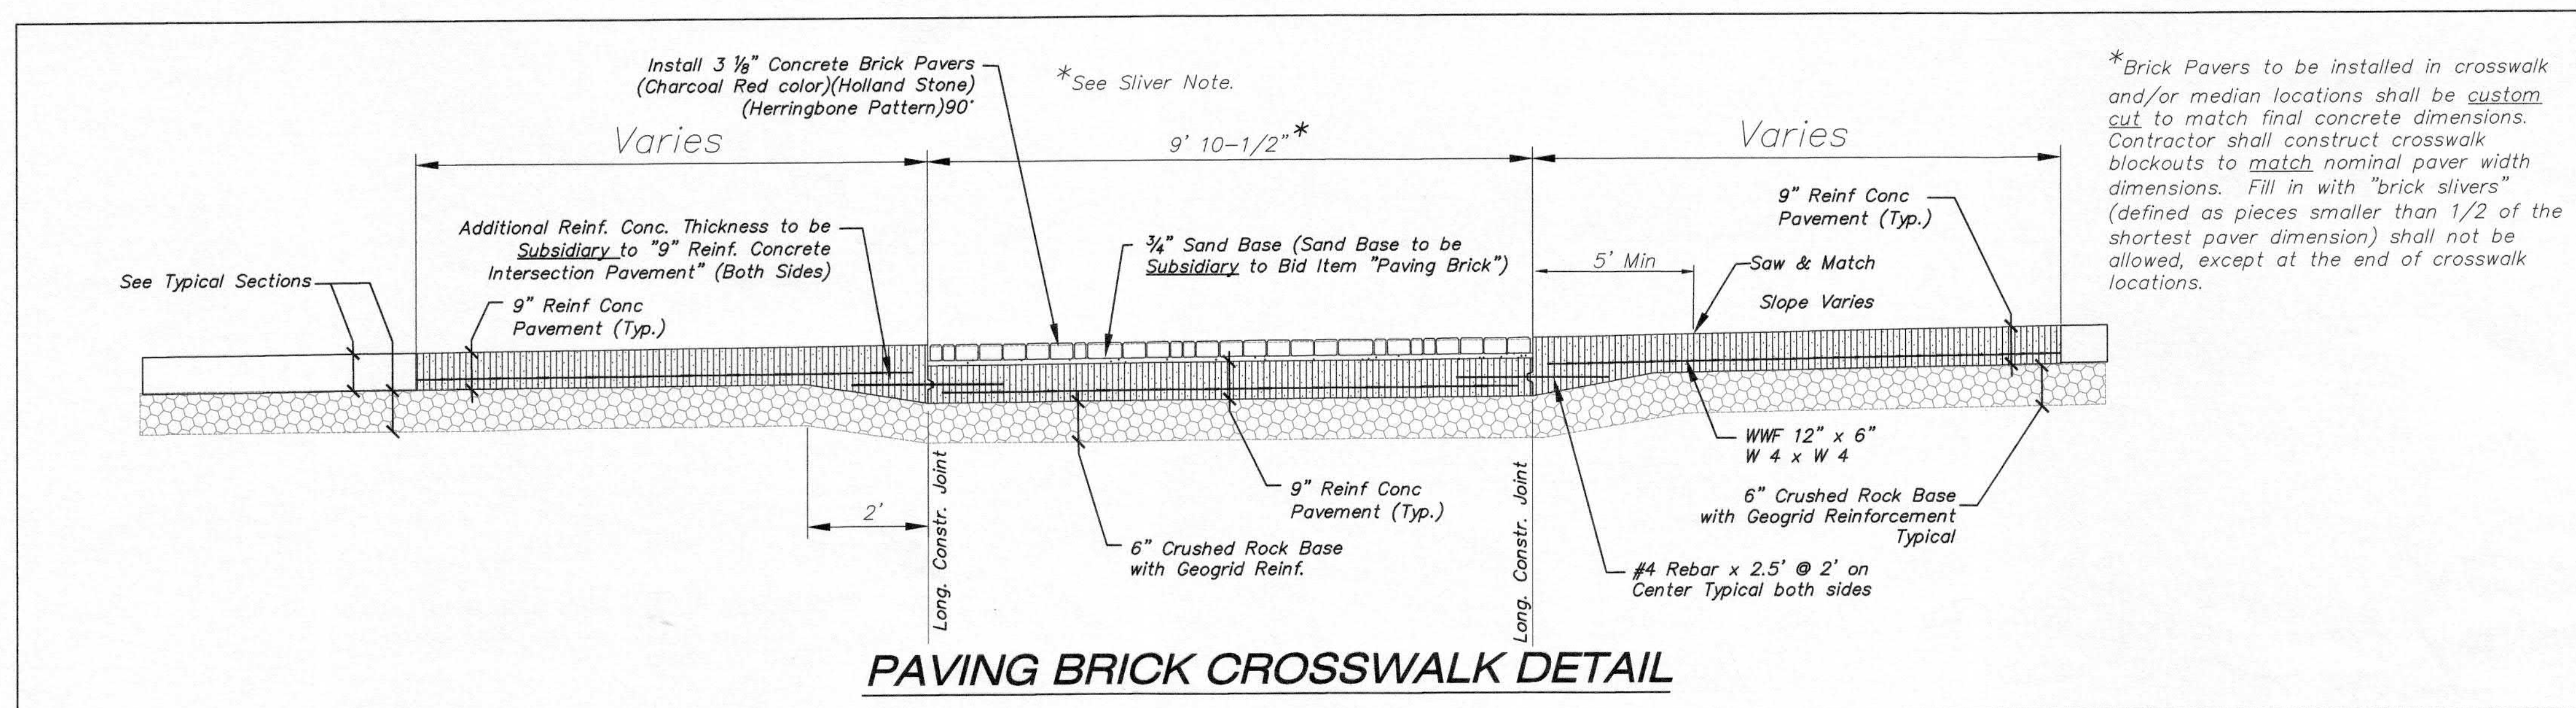 Install 3 ⅛" Concrete Brick Pavers
(Charcoal Red color)(Holland Stone)
(Herringbone Pattern)90°
*See Sliver Note.
Varies
9' 10-1/2"*
Varies
*Brick Pavers to be installed in crosswalk
and/or median locations shall be custom
cut to match final concrete dimensions.
Contractor shall construct crosswalk
blockouts to match nominal paver width
dimensions. Fill in with "brick slivers"
(defined as pieces smaller than 1/2 of the
shortest paver dimension) shall not be
allowed, except at the end of crosswalk
locations.
Additional Reinf. Conc. Thickness to be
Subsidiary to "9" Reinf. Concrete
Intersection Pavement" (Both Sides)
See Typical Sections
9" Reinf Conc
Pavement (Typ.)
¾" Sand Base (Sand Base to be
Subsidiary to Bid Item "Paving Brick")
5' Min
Saw & Match
Slope Varies
9" Reinf Conc
Pavement (Typ.)
2'
Long. Constr. Joint
6" Crushed Rock Base
with Geogrid Reinf.
9" Reinf Conc
Pavement (Typ.)
Long. Constr. Joint
WWF 12" x 6"
W 4 x W 4
6" Crushed Rock Base
with Geogrid Reinforcement
Typical
#4 Rebar x 2.5' @ 2' on
Center Typical both sides
PAVING BRICK CROSSWALK DETAIL